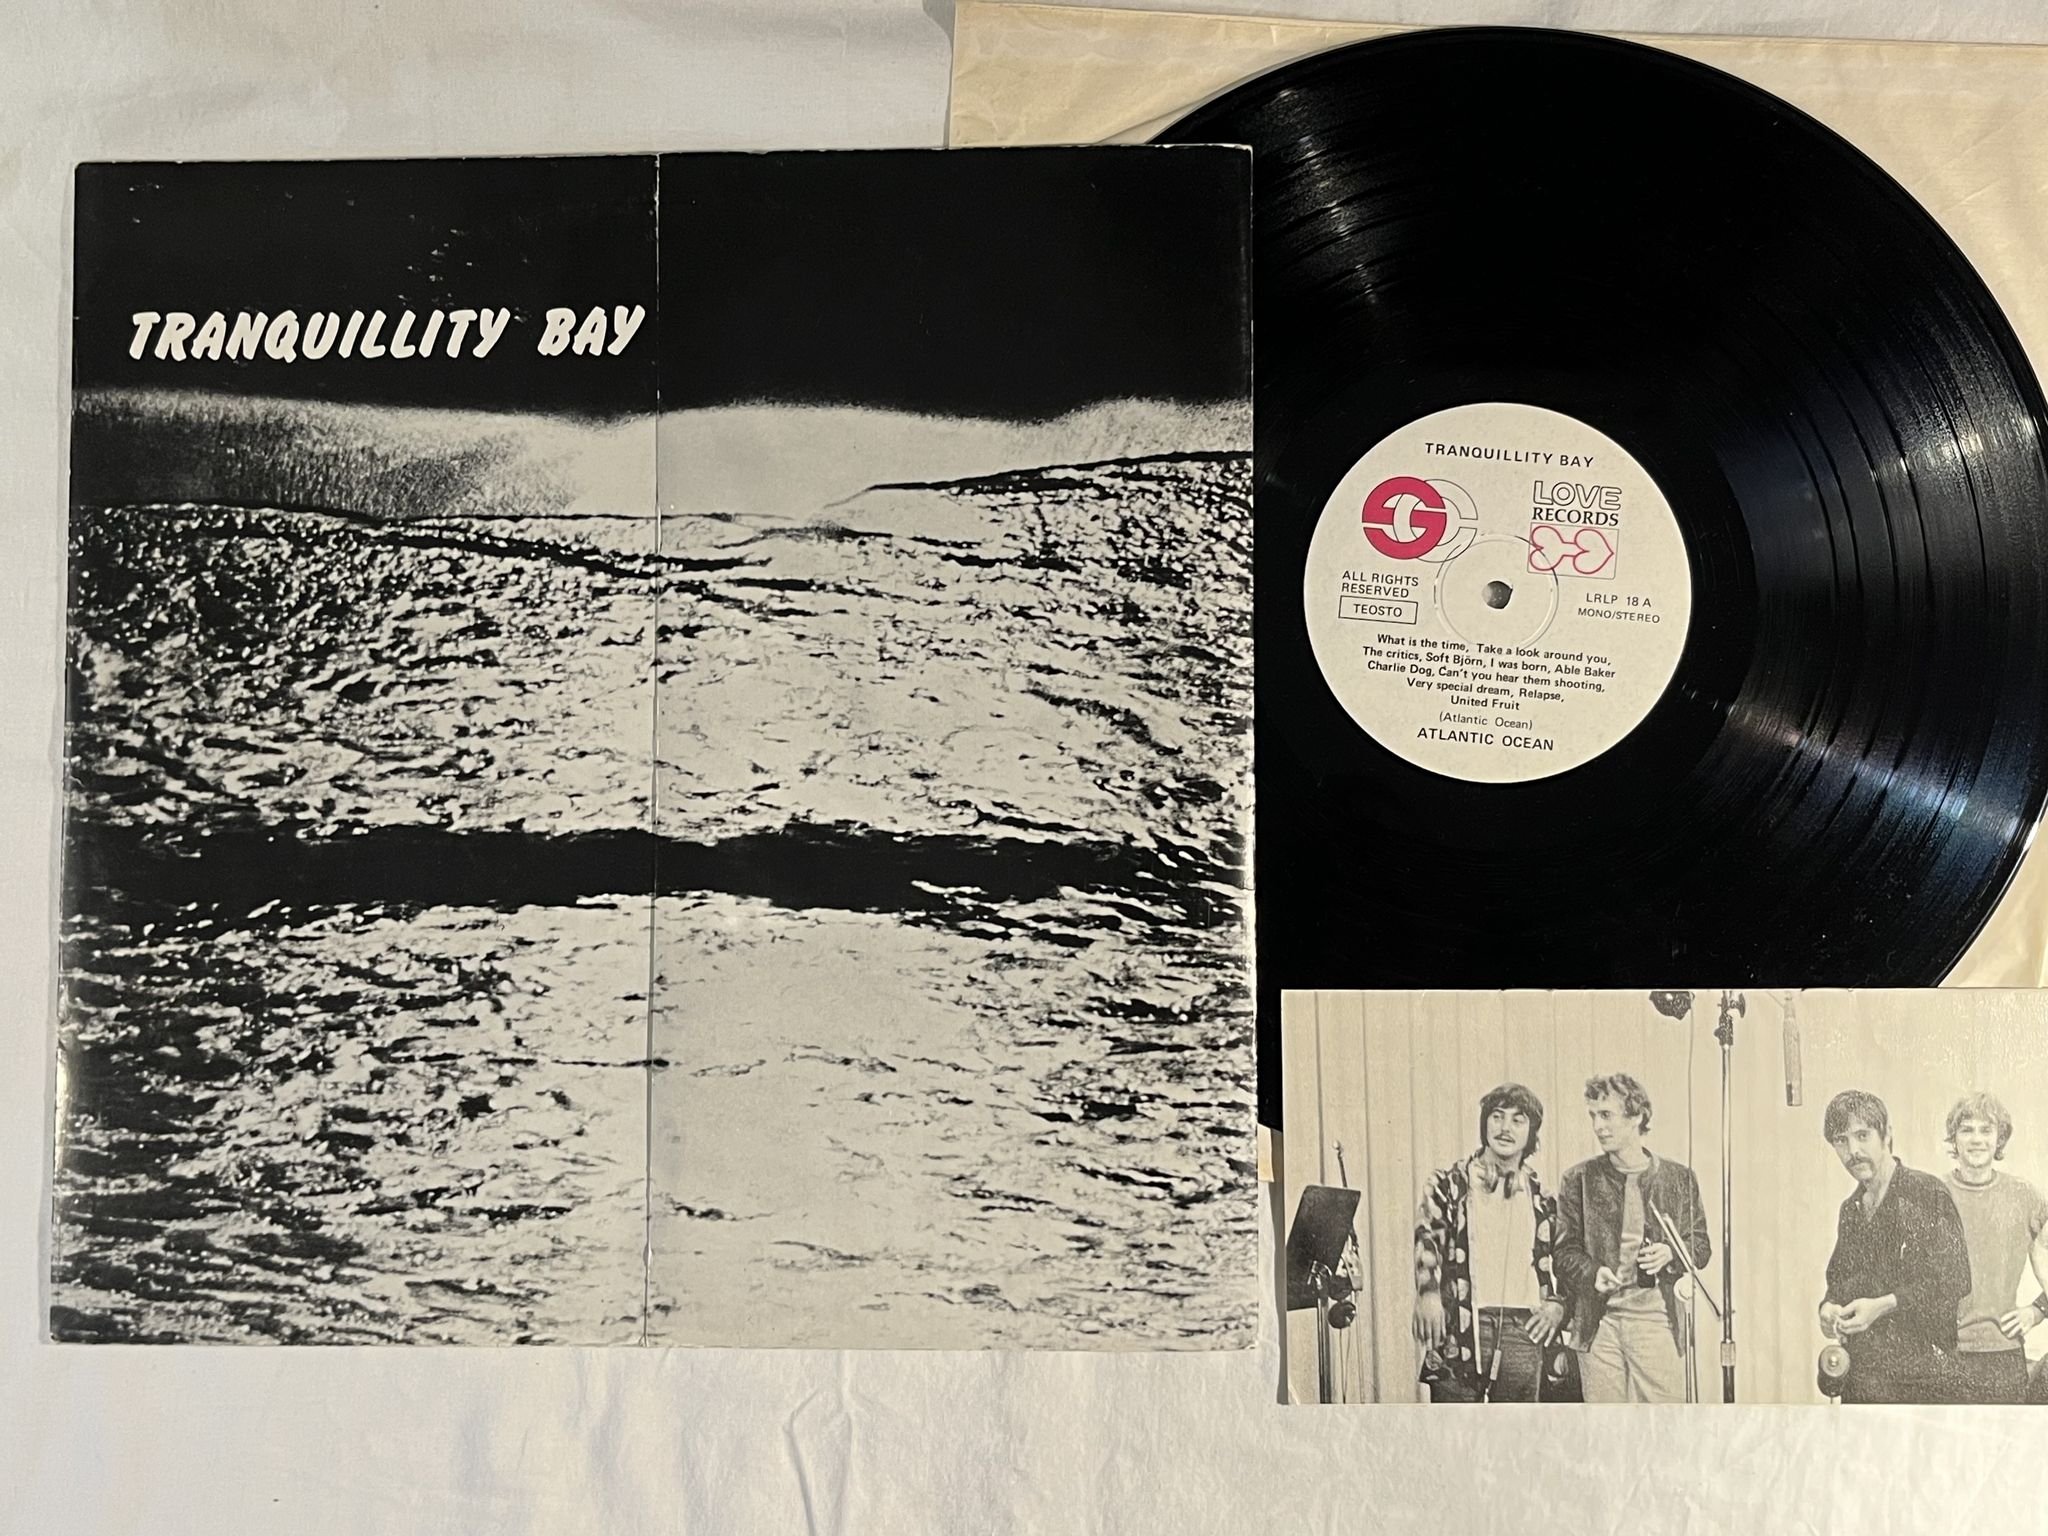 TRANQUILLITY BAY
TRANQUILLITY BAY
LOVE
RECORDS
ALL RIGHTS
RESERVED
TEOSTO
LRLP 18 A
MONO/STEREO
What is the time, Take a look around you,
The critics, Soft Björn, I was born, Able Baker
Charlie Dog, Can't you hear them shooting,
Very special dream, Relapse,
United Fruit
(Atlantic Ocean)
ATLANTIC OCEAN